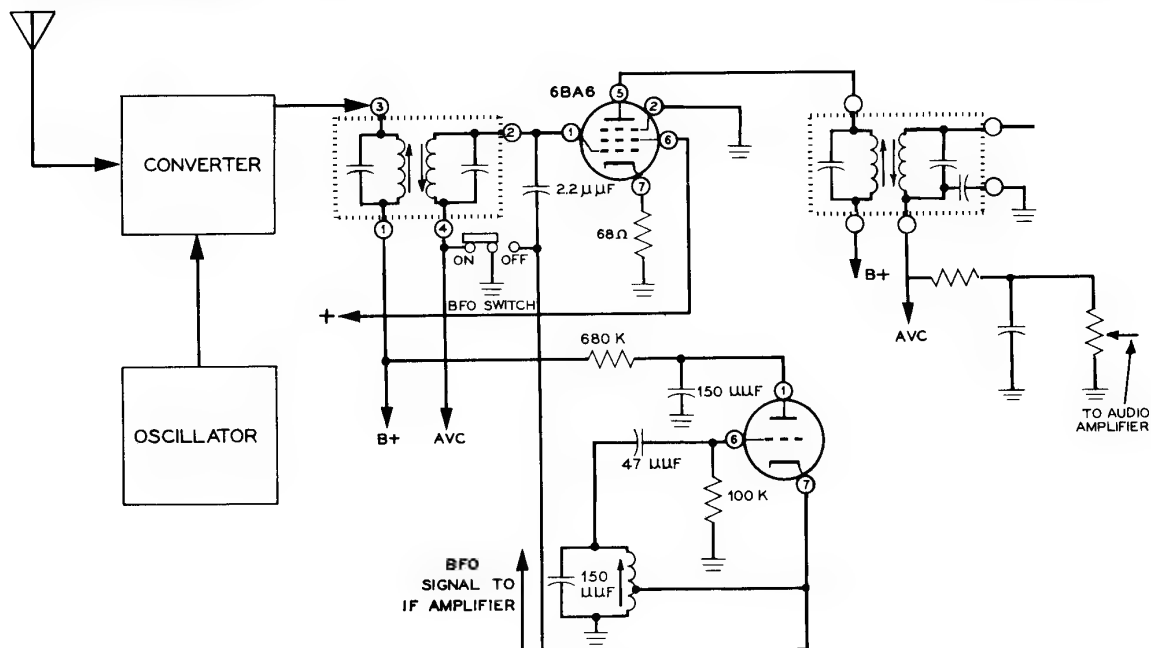 6BA6
5
2
3
2
1
6
CONVERTER
2.2 μμF
7
68Ω
1
4
ON
OFF
B+
BFO SWITCH
AVC
+
680 K
1
150 μμF
B+
AVC
TO AUDIO
AMPLIFIER
OSCILLATOR
6
47 μμF
7
100 K
BFO
SIGNAL TO
IF AMPLIFIER
150
μμF